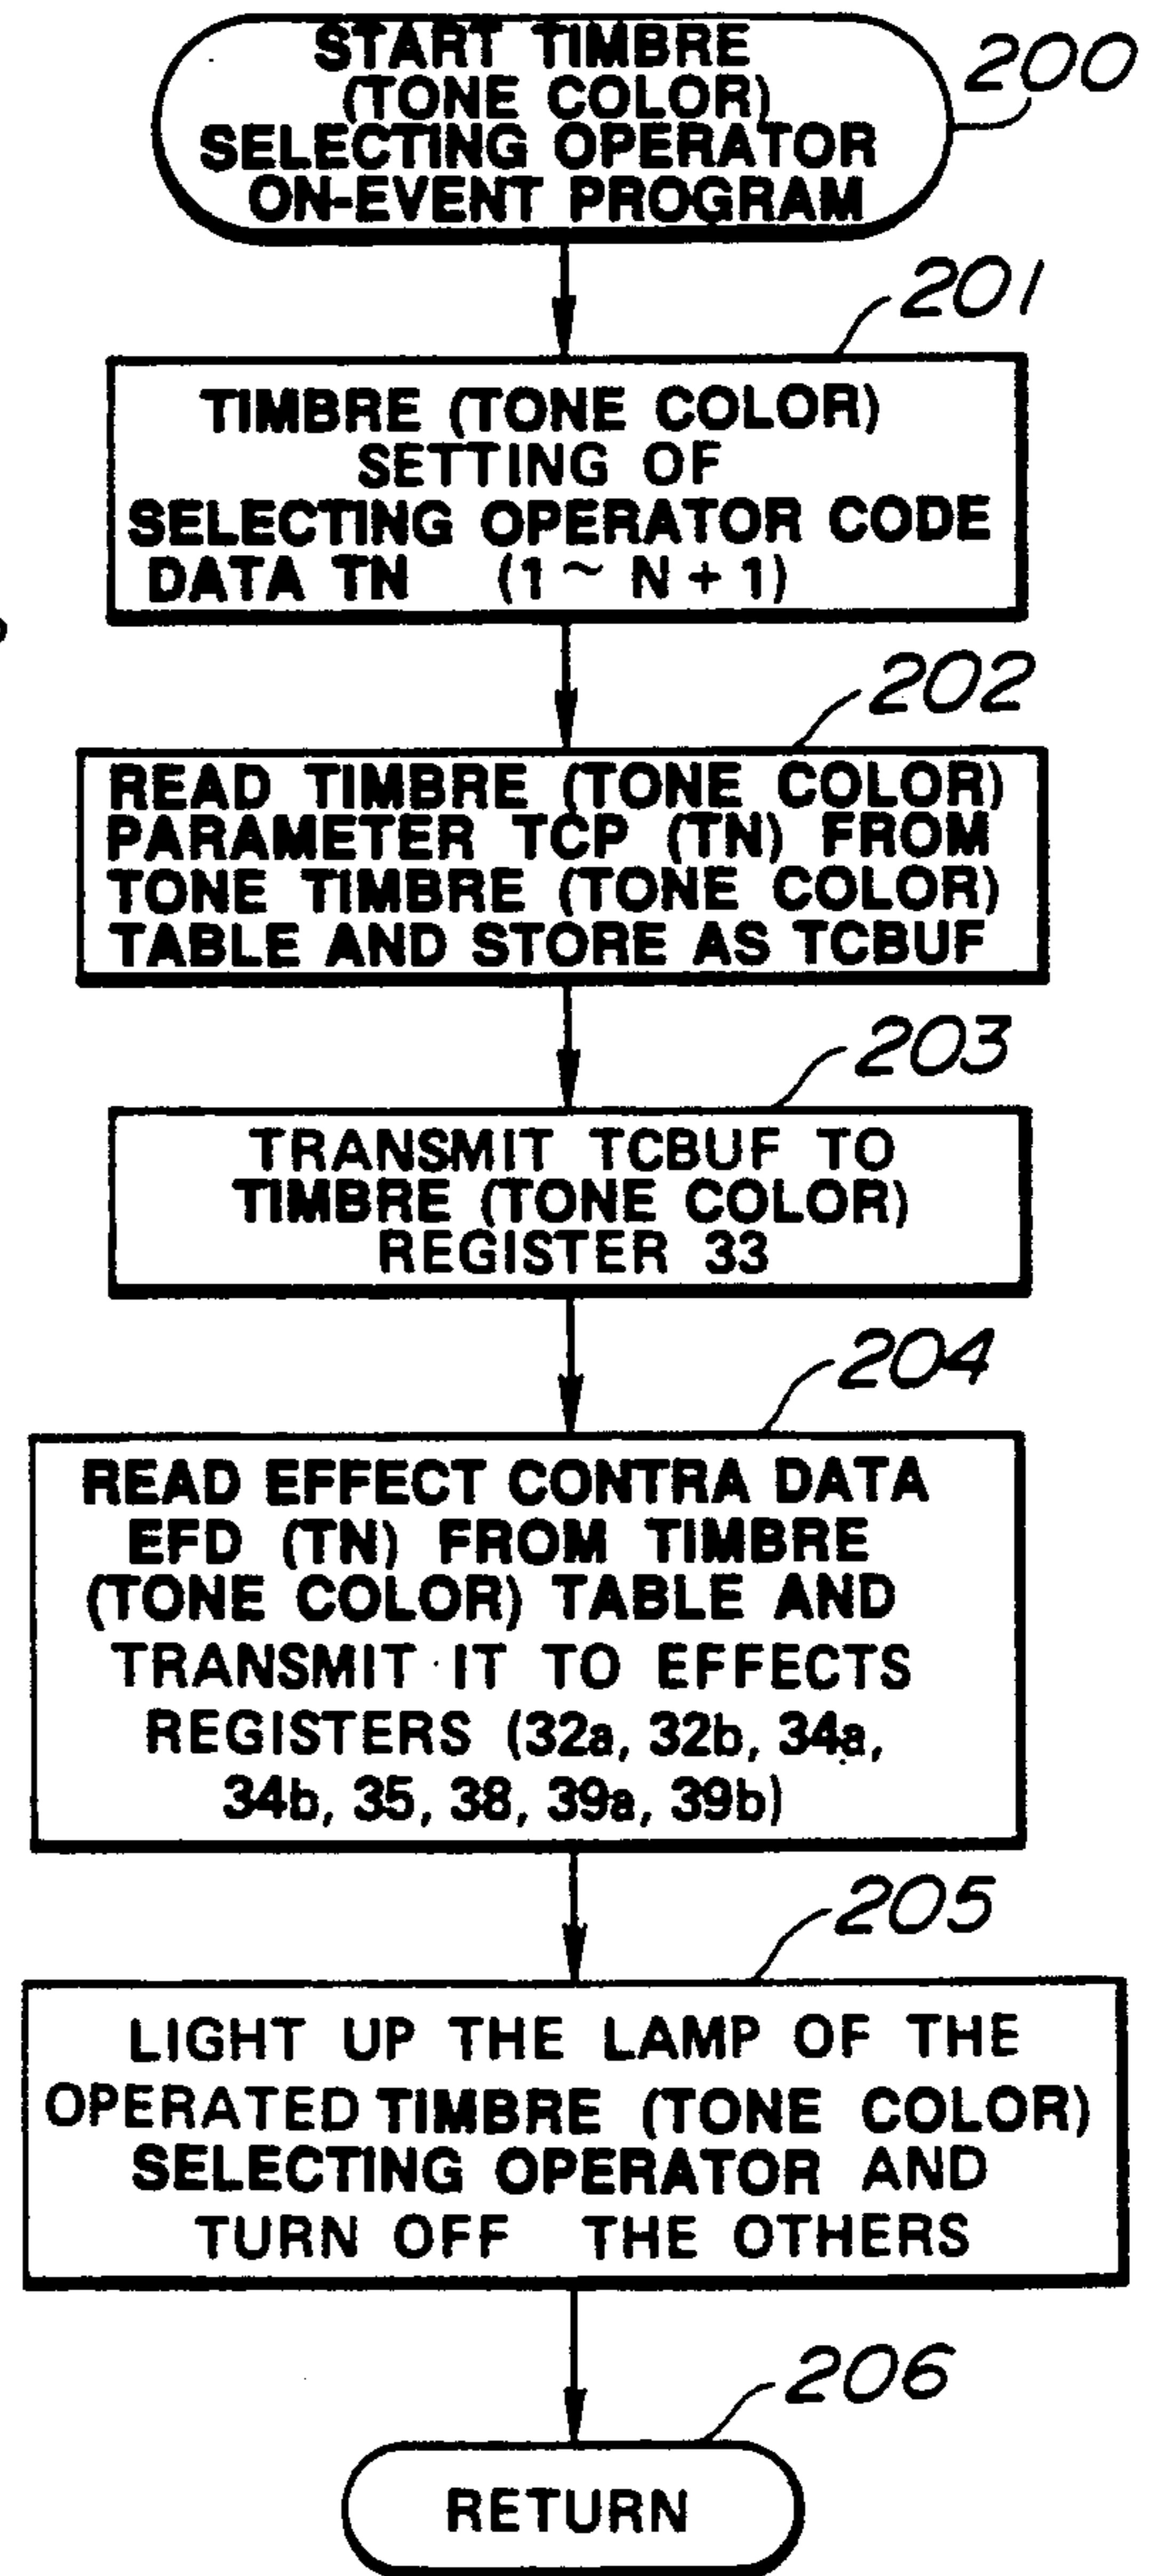 START TIMBRE
(TONE COLOR)
SELECTING OPERATOR
ON-EVENT PROGRAM
200
201
TIMBRE (TONE COLOR)
SETTING OF
SELECTING OPERATOR CODE
DATA TN (1 ~ N + 1)
202
READ TIMBRE (TONE COLOR)
PARAMETER TCP (TN) FROM
TONE TIMBRE (TONE COLOR)
TABLE AND STORE AS TCBUF
203
TRANSMIT TCBUF TO
TIMBRE (TONE COLOR)
REGISTER 33
204
READ EFFECT CONTRA DATA
EFD (TN) FROM TIMBRE
(TONE COLOR) TABLE AND
TRANSMIT IT TO EFFECTS
REGISTERS (32a, 32b, 34a,
34b, 35, 38, 39a, 39b)
205
LIGHT UP THE LAMP OF THE
OPERATED TIMBRE (TONE COLOR)
SELECTING OPERATOR AND
TURN OFF THE OTHERS
206
RETURN